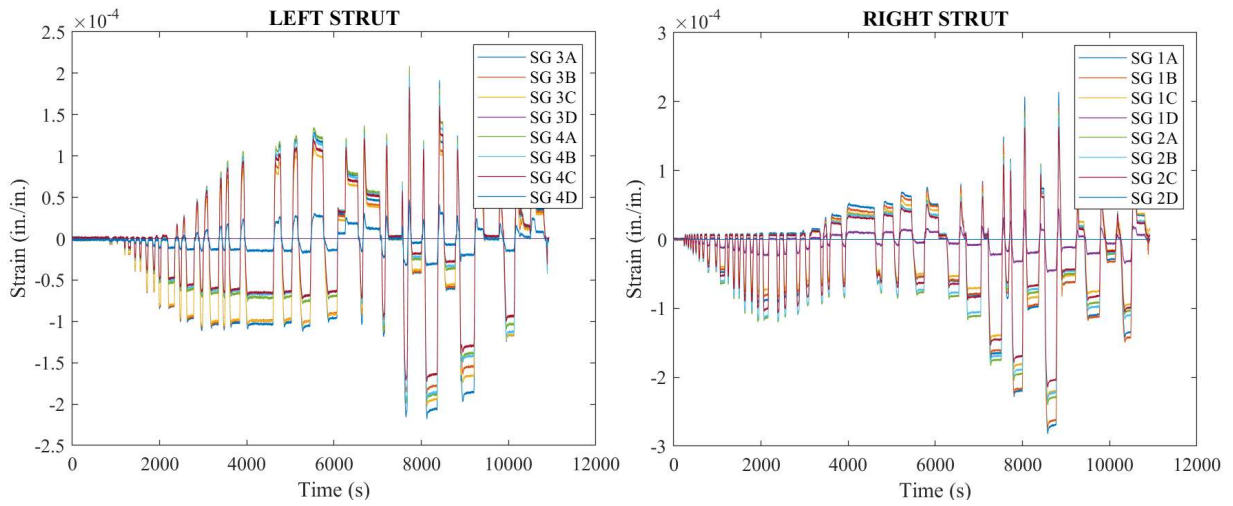 LEFT STRUT
×10-4
2.5
2
1.5
1
0.5
0
-0.5
-1
-1.5
-2
-2.5
Strain (in./in.)
SG 3A
SG 3B
SG 3C
SG 3D
SG 4A
SG 4B
SG 4C
SG 4D
0 2000 4000 6000 8000 10000 12000
Time (s)
RIGHT STRUT
×10-4
3
2
1
0
-1
-2
-3
Strain (in./in.)
SG 1A
SG 1B
SG 1C
SG 1D
SG 2A
SG 2B
SG 2C
SG 2D
0 2000 4000 6000 8000 10000 12000
Time (s)